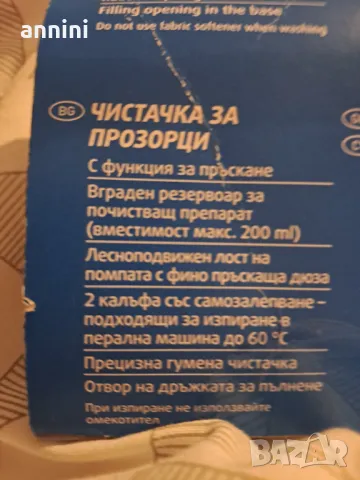 annini
Filling opening in the base
Do not use fabric softener when washing
BG ЧИСТАЧКА ЗА
ПРОЗОРЦИ
С функция за пръскане
Вграден резервоар за
почистващ препарат
(вместимост макс. 200 ml)
Лесноподвижен лост на
помпата с фино пръскаща дюза
2 калъфа със самозалепване –
подходящи за изпиране в
перална машина до 60 °C
Прецизна гумена чистачка
Отвор на дръжката за пълнене
При изпиране не използвайте
омекотител
BAZAR